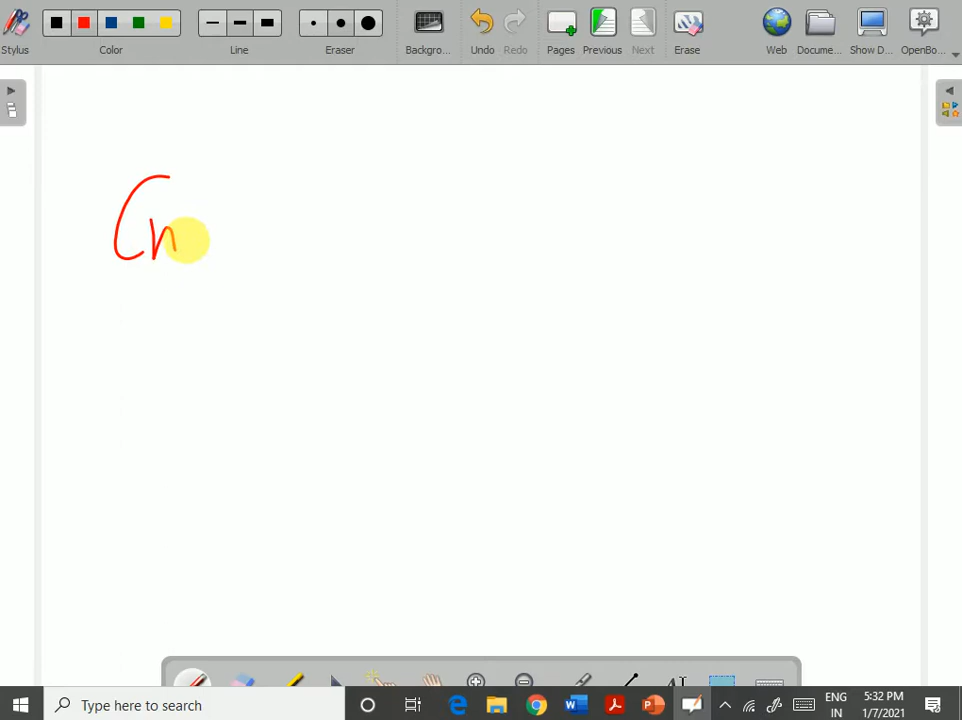 Stylus Color Line Eraser Backgro... Undo Redo Pages Previous Next Erase Web Docume... Show D... OpenBo...
Cn
Type here to search
ENG
IN
5:32 PM
1/7/2021